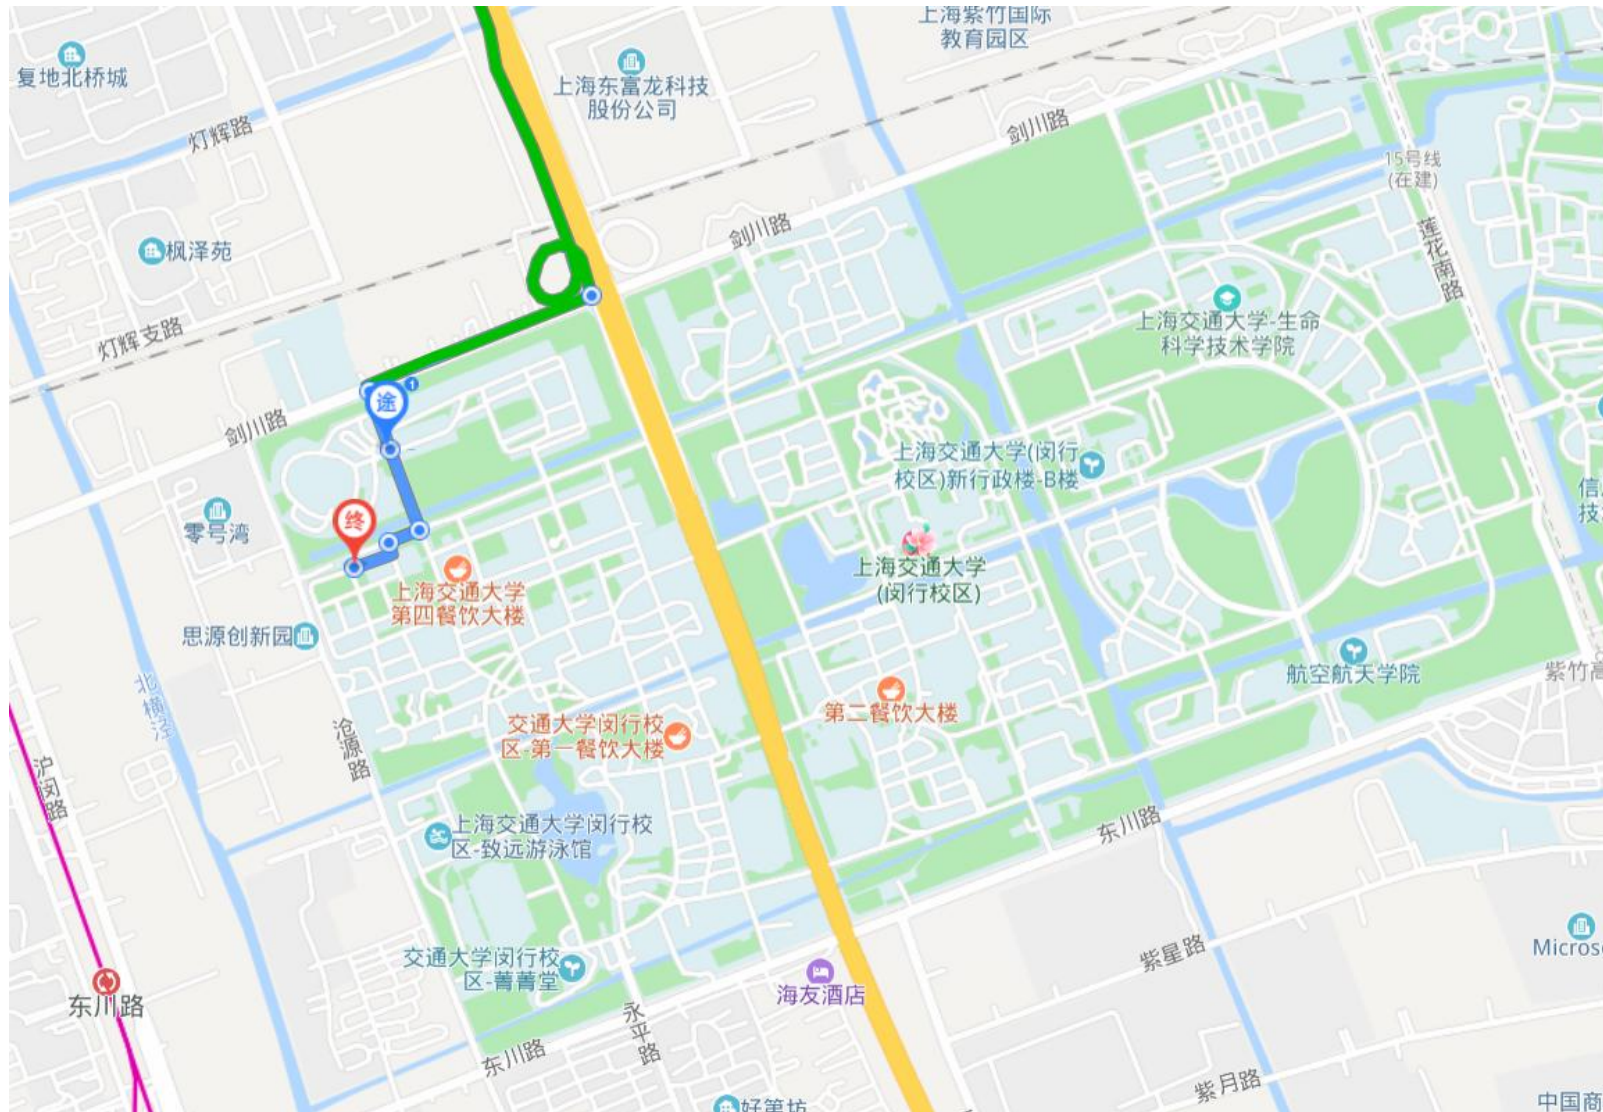 上海紫竹国际
教育园区
复地北桥城
上海东富龙科技
股份公司
灯辉路
剑川路
15号线
(在建)
剑川路
枫泽苑
莲花南路
灯辉支路
上海交通大学-生命
科学技术学院
1
途
剑川路
上海交通大学(闵行
校区)新行政楼-B楼
零号湾
终
上海交通大学
(闵行校区)
上海交通大学
第四餐饮大楼
思源创新园
航空航天学院
紫竹高
北横泾
第二餐饮大楼
沧源路
交通大学闵行校
区-第一餐饮大楼
沪闵路
上海交通大学闵行校
区-致远游泳馆
东川路
Micros
紫星路
交通大学闵行校
区-菁菁堂
海友酒店
东川路
永平路
东川路
紫月路
好第坊
中国商